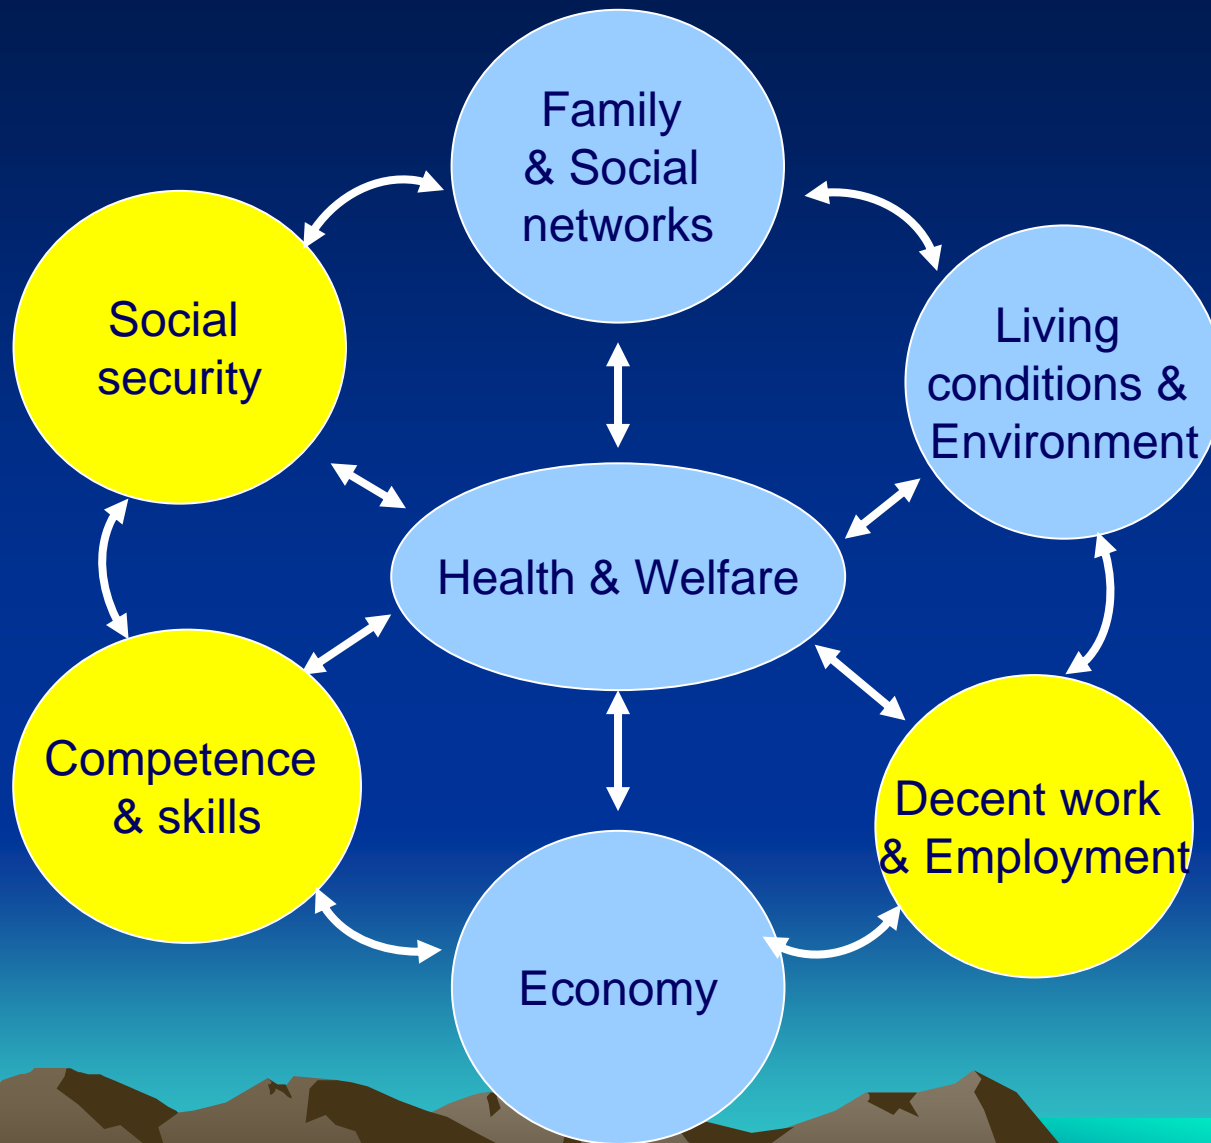 Family
& Social
networks
Social
security
Living
conditions &
Environment
Health & Welfare
Competence
& skills
Decent work
& Employment
Economy